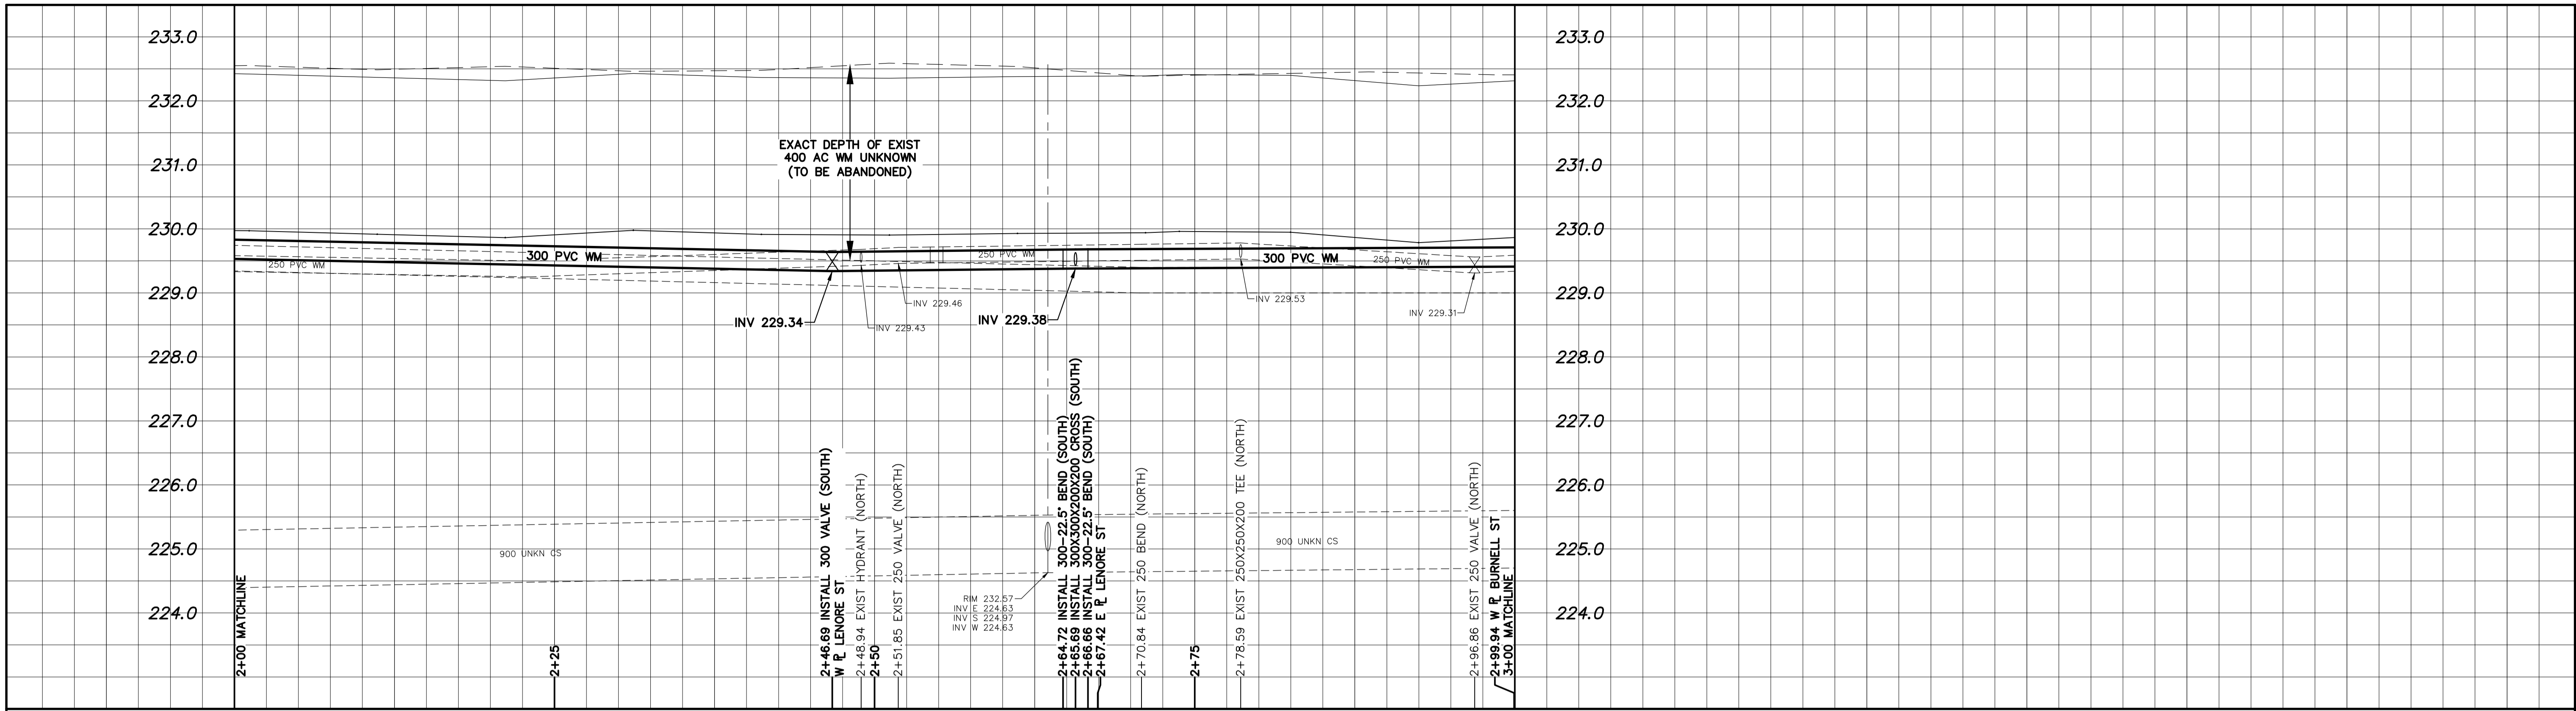 233.0
232.0
231.0
230.0
229.0
228.0
227.0
226.0
225.0
224.0
EXACT DEPTH OF EXIST
400 AC WM UNKNOWN
(TO BE ABANDONED)
250 PVC WM
300 PVC WM
250 PVC WM
300 PVC WM
250 PVC WM
INV 229.34
INV 229.43
INV 229.46
INV 229.38
INV 229.53
INV 229.31
900 UNKN CS
900 UNKN CS
RIM 232.57
INV E 224.63
INV S 224.97
INV W 224.63
2+00 MATCHLINE
2+25
2+46.69 INSTALL 300 VALVE (SOUTH)
W PL LENORE ST
2+48.94 EXIST HYDRANT (NORTH)
2+50
2+51.85 EXIST 250 VALVE (NORTH)
2+64.72 INSTALL 300-22.5° BEND (SOUTH)
2+65.69 INSTALL 300X300X200X200 CROSS (SOUTH)
2+66.66 INSTALL 300-22.5° BEND (SOUTH)
2+67.42 E PL LENORE ST
2+70.84 EXIST 250 BEND (NORTH)
2+75
2+78.59 EXIST 250X250X200 TEE (NORTH)
2+96.86 EXIST 250 VALVE (NORTH)
2+99.94 W PL BURNELL ST
3+00 MATCHLINE
233.0
232.0
231.0
230.0
229.0
228.0
227.0
226.0
225.0
224.0